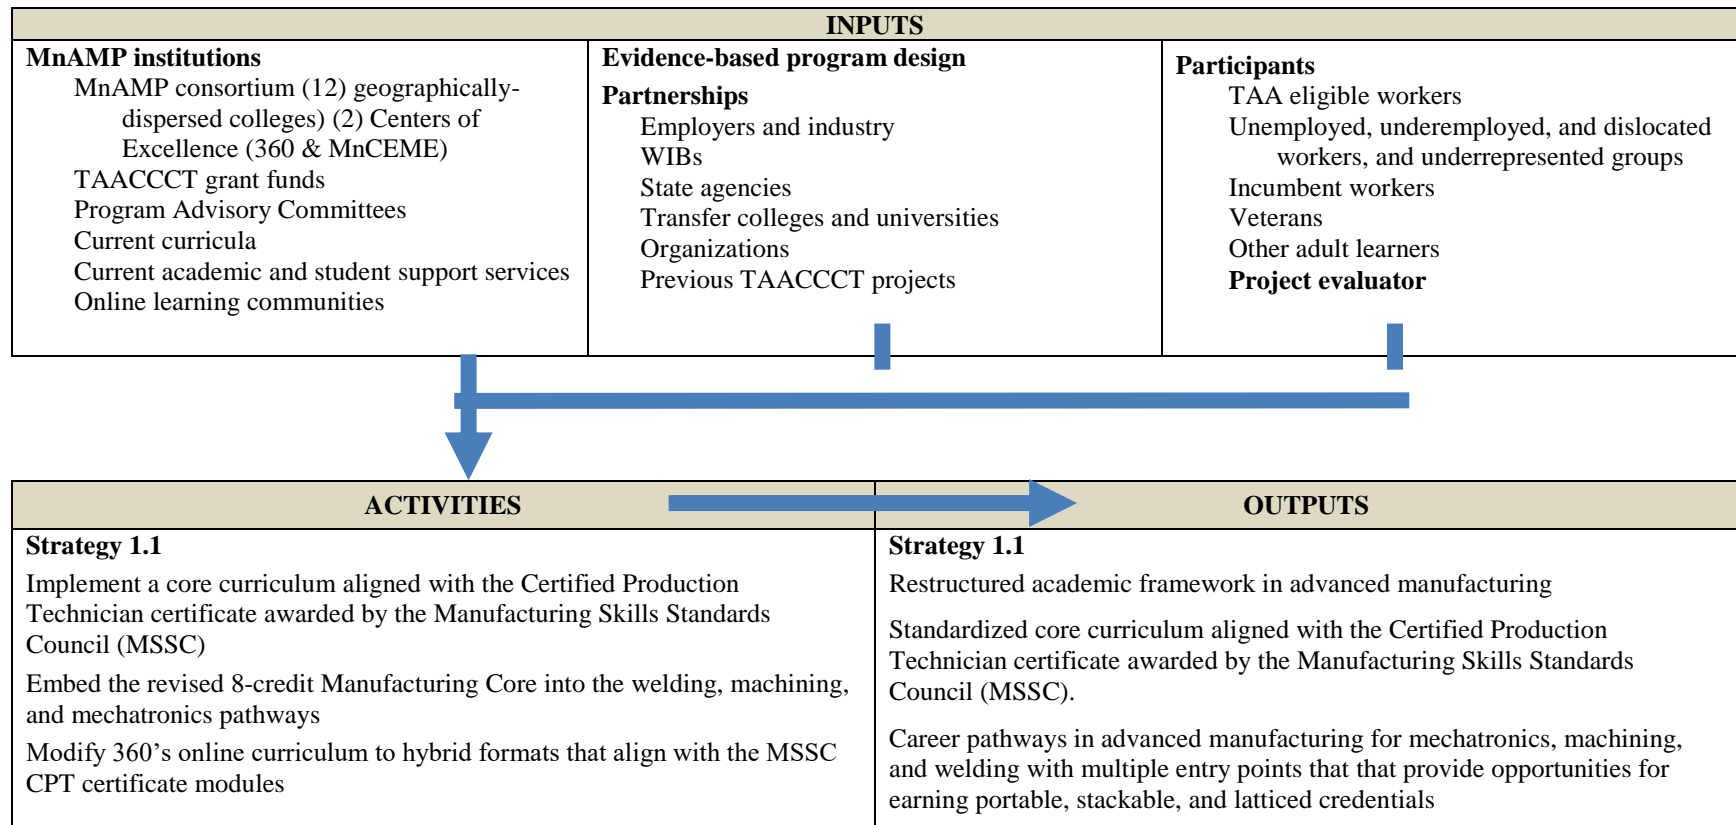 INPUTS
MnAMP institutions
MnAMP consortium (12) geographically-
dispersed colleges) (2) Centers of
Excellence (360 & MnCEME)
TAACCCT grant funds
Program Advisory Committees
Current curricula
Current academic and student support services
Online learning communities
Evidence-based program design
Partnerships
Employers and industry
WIBs
State agencies
Transfer colleges and universities
Organizations
Previous TAACCCT projects
Participants
TAA eligible workers
Unemployed, underemployed, and dislocated
workers, and underrepresented groups
Incumbent workers
Veterans
Other adult learners
Project evaluator
ACTIVITIES
Strategy 1.1
Implement a core curriculum aligned with the Certified Production
Technician certificate awarded by the Manufacturing Skills Standards
Council (MSSC)
Embed the revised 8-credit Manufacturing Core into the welding, machining,
and mechatronics pathways
Modify 360’s online curriculum to hybrid formats that align with the MSSC
CPT certificate modules
OUTPUTS
Strategy 1.1
Restructured academic framework in advanced manufacturing
Standardized core curriculum aligned with the Certified Production
Technician certificate awarded by the Manufacturing Skills Standards
Council (MSSC).
Career pathways in advanced manufacturing for mechatronics, machining,
and welding with multiple entry points that that provide opportunities for
earning portable, stackable, and latticed credentials